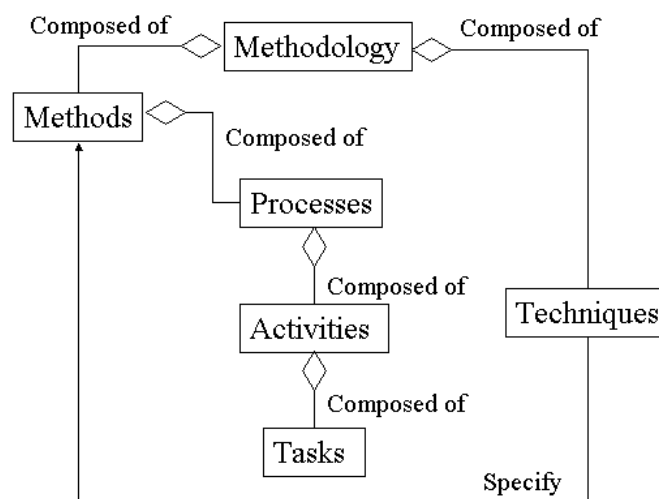 Composed of
Methodology
Composed of
Methods
Composed of
Processes
Composed of
Activities
Techniques
Composed of
Tasks
Specify